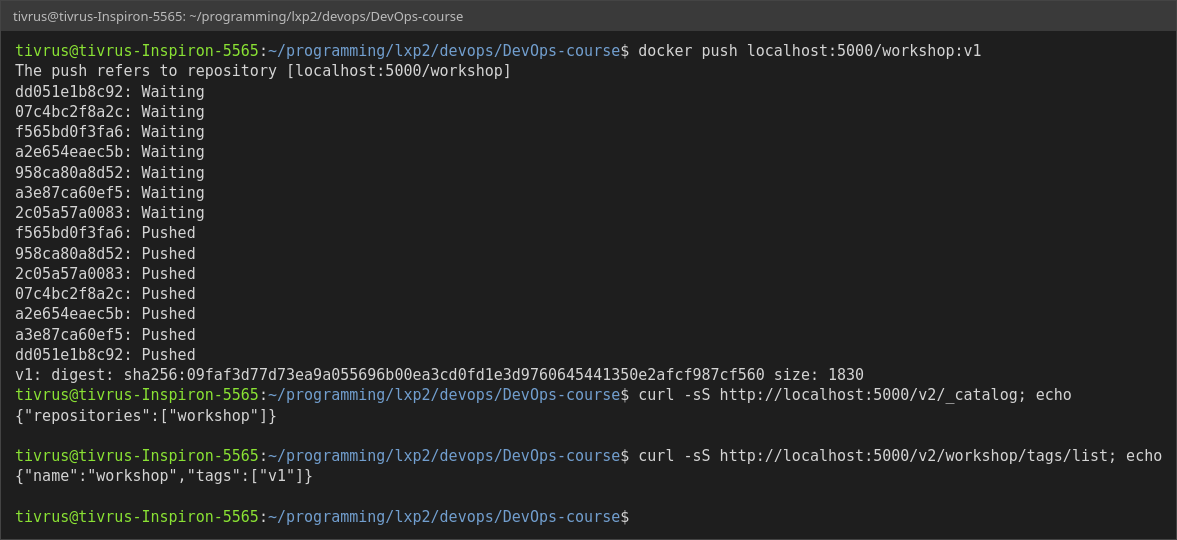 tivrus@tivrus-Inspiron-5565: ~/programming/lxp2/devops/DevOps-course
tivrus@tivrus-Inspiron-5565:~/programming/lxp2/devops/DevOps-course$ docker push localhost:5000/workshop:v1
The push refers to repository [localhost:5000/workshop]
dd051e1b8c92: Waiting
07c4bc2f8a2c: Waiting
f565bd0f3fa6: Waiting
a2e654eaec5b: Waiting
958ca80a8d52: Waiting
a3e87ca60ef5: Waiting
2c05a57a0083: Waiting
f565bd0f3fa6: Pushed
958ca80a8d52: Pushed
2c05a57a0083: Pushed
07c4bc2f8a2c: Pushed
a2e654eaec5b: Pushed
a3e87ca60ef5: Pushed
dd051e1b8c92: Pushed
v1: digest: sha256:09faf3d77d73ea9a055696b00ea3cd0fd1e3d9760645441350e2afcf987cf560 size: 1830
tivrus@tivrus-Inspiron-5565:~/programming/lxp2/devops/DevOps-course$ curl -sS http://localhost:5000/v2/_catalog; echo
{"repositories":["workshop"]}
tivrus@tivrus-Inspiron-5565:~/programming/lxp2/devops/DevOps-course$ curl -sS http://localhost:5000/v2/workshop/tags/list; echo
{"name":"workshop","tags":["v1"]}
tivrus@tivrus-Inspiron-5565:~/programming/lxp2/devops/DevOps-course$